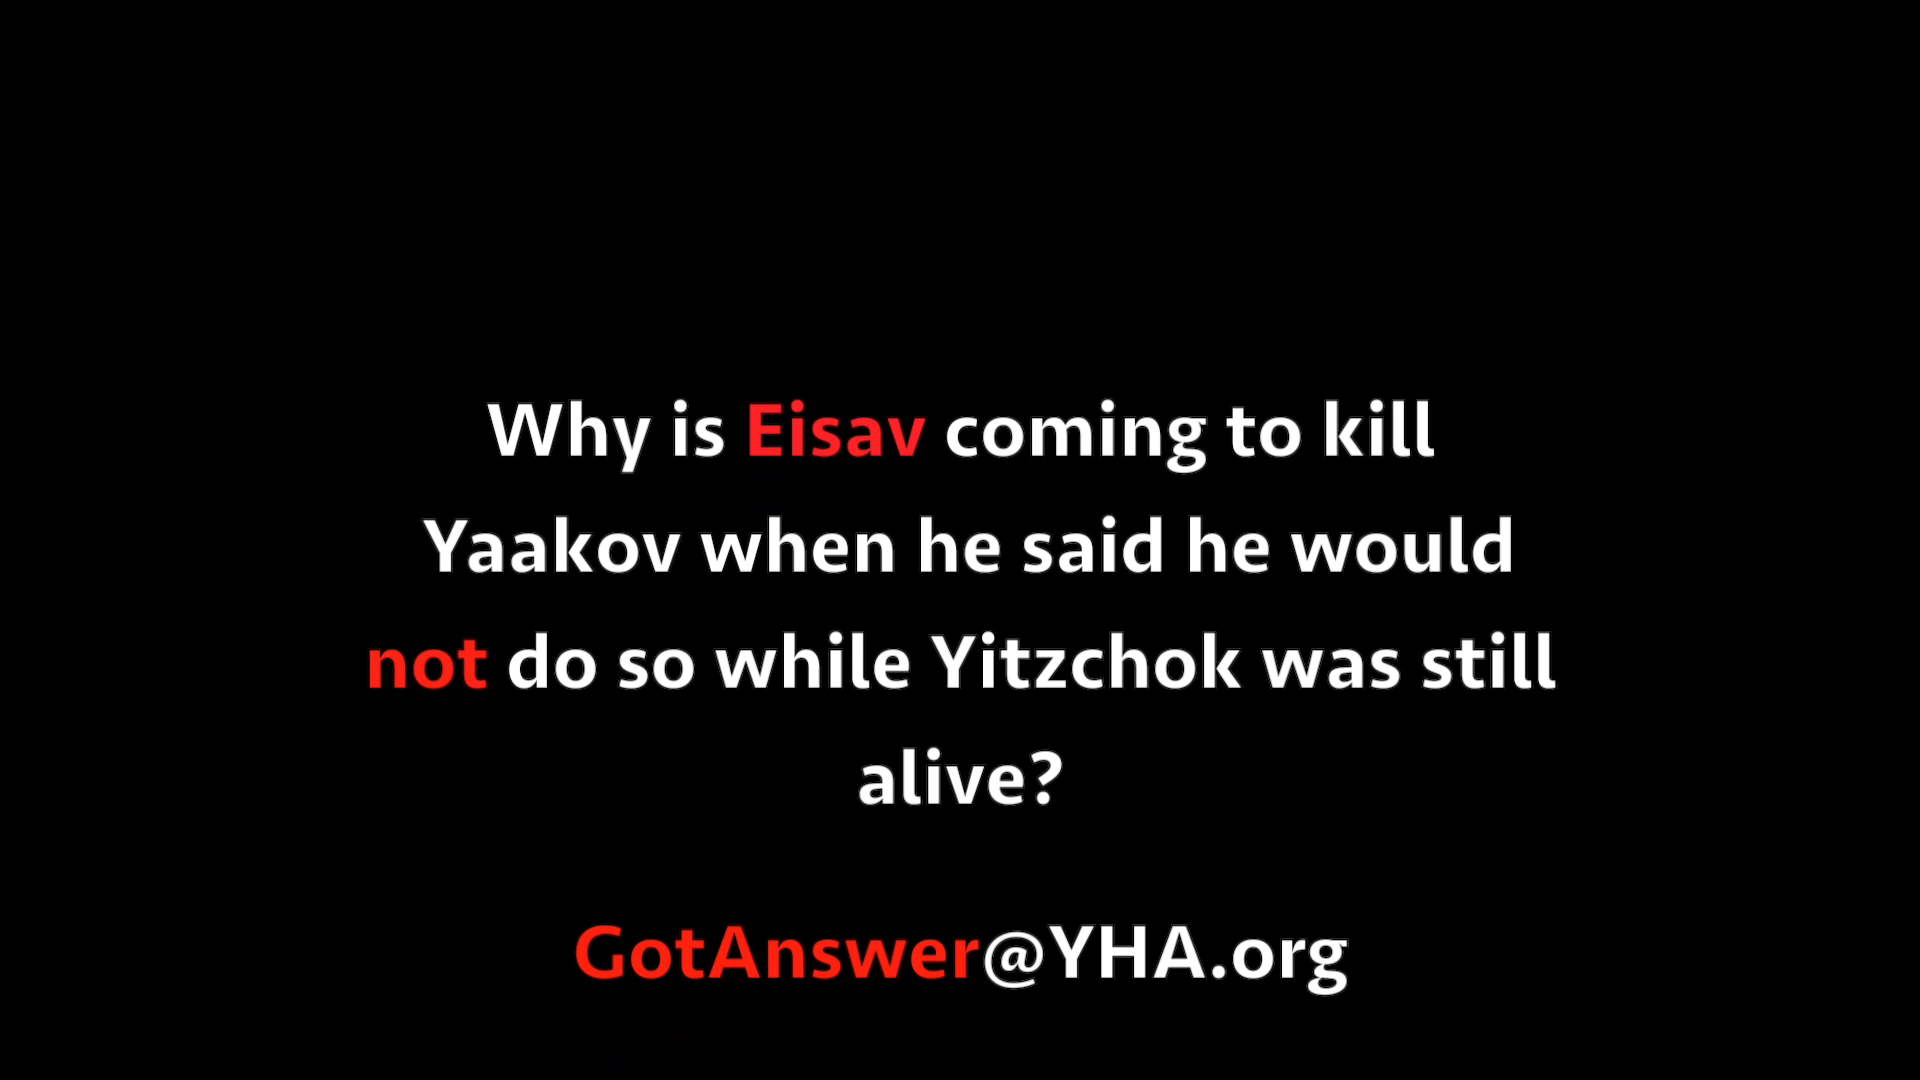 Why is Eisav coming to kill
Yaakov when he said he would
not do so while Yitzchok was still
alive?
GotAnswer@YHA.org